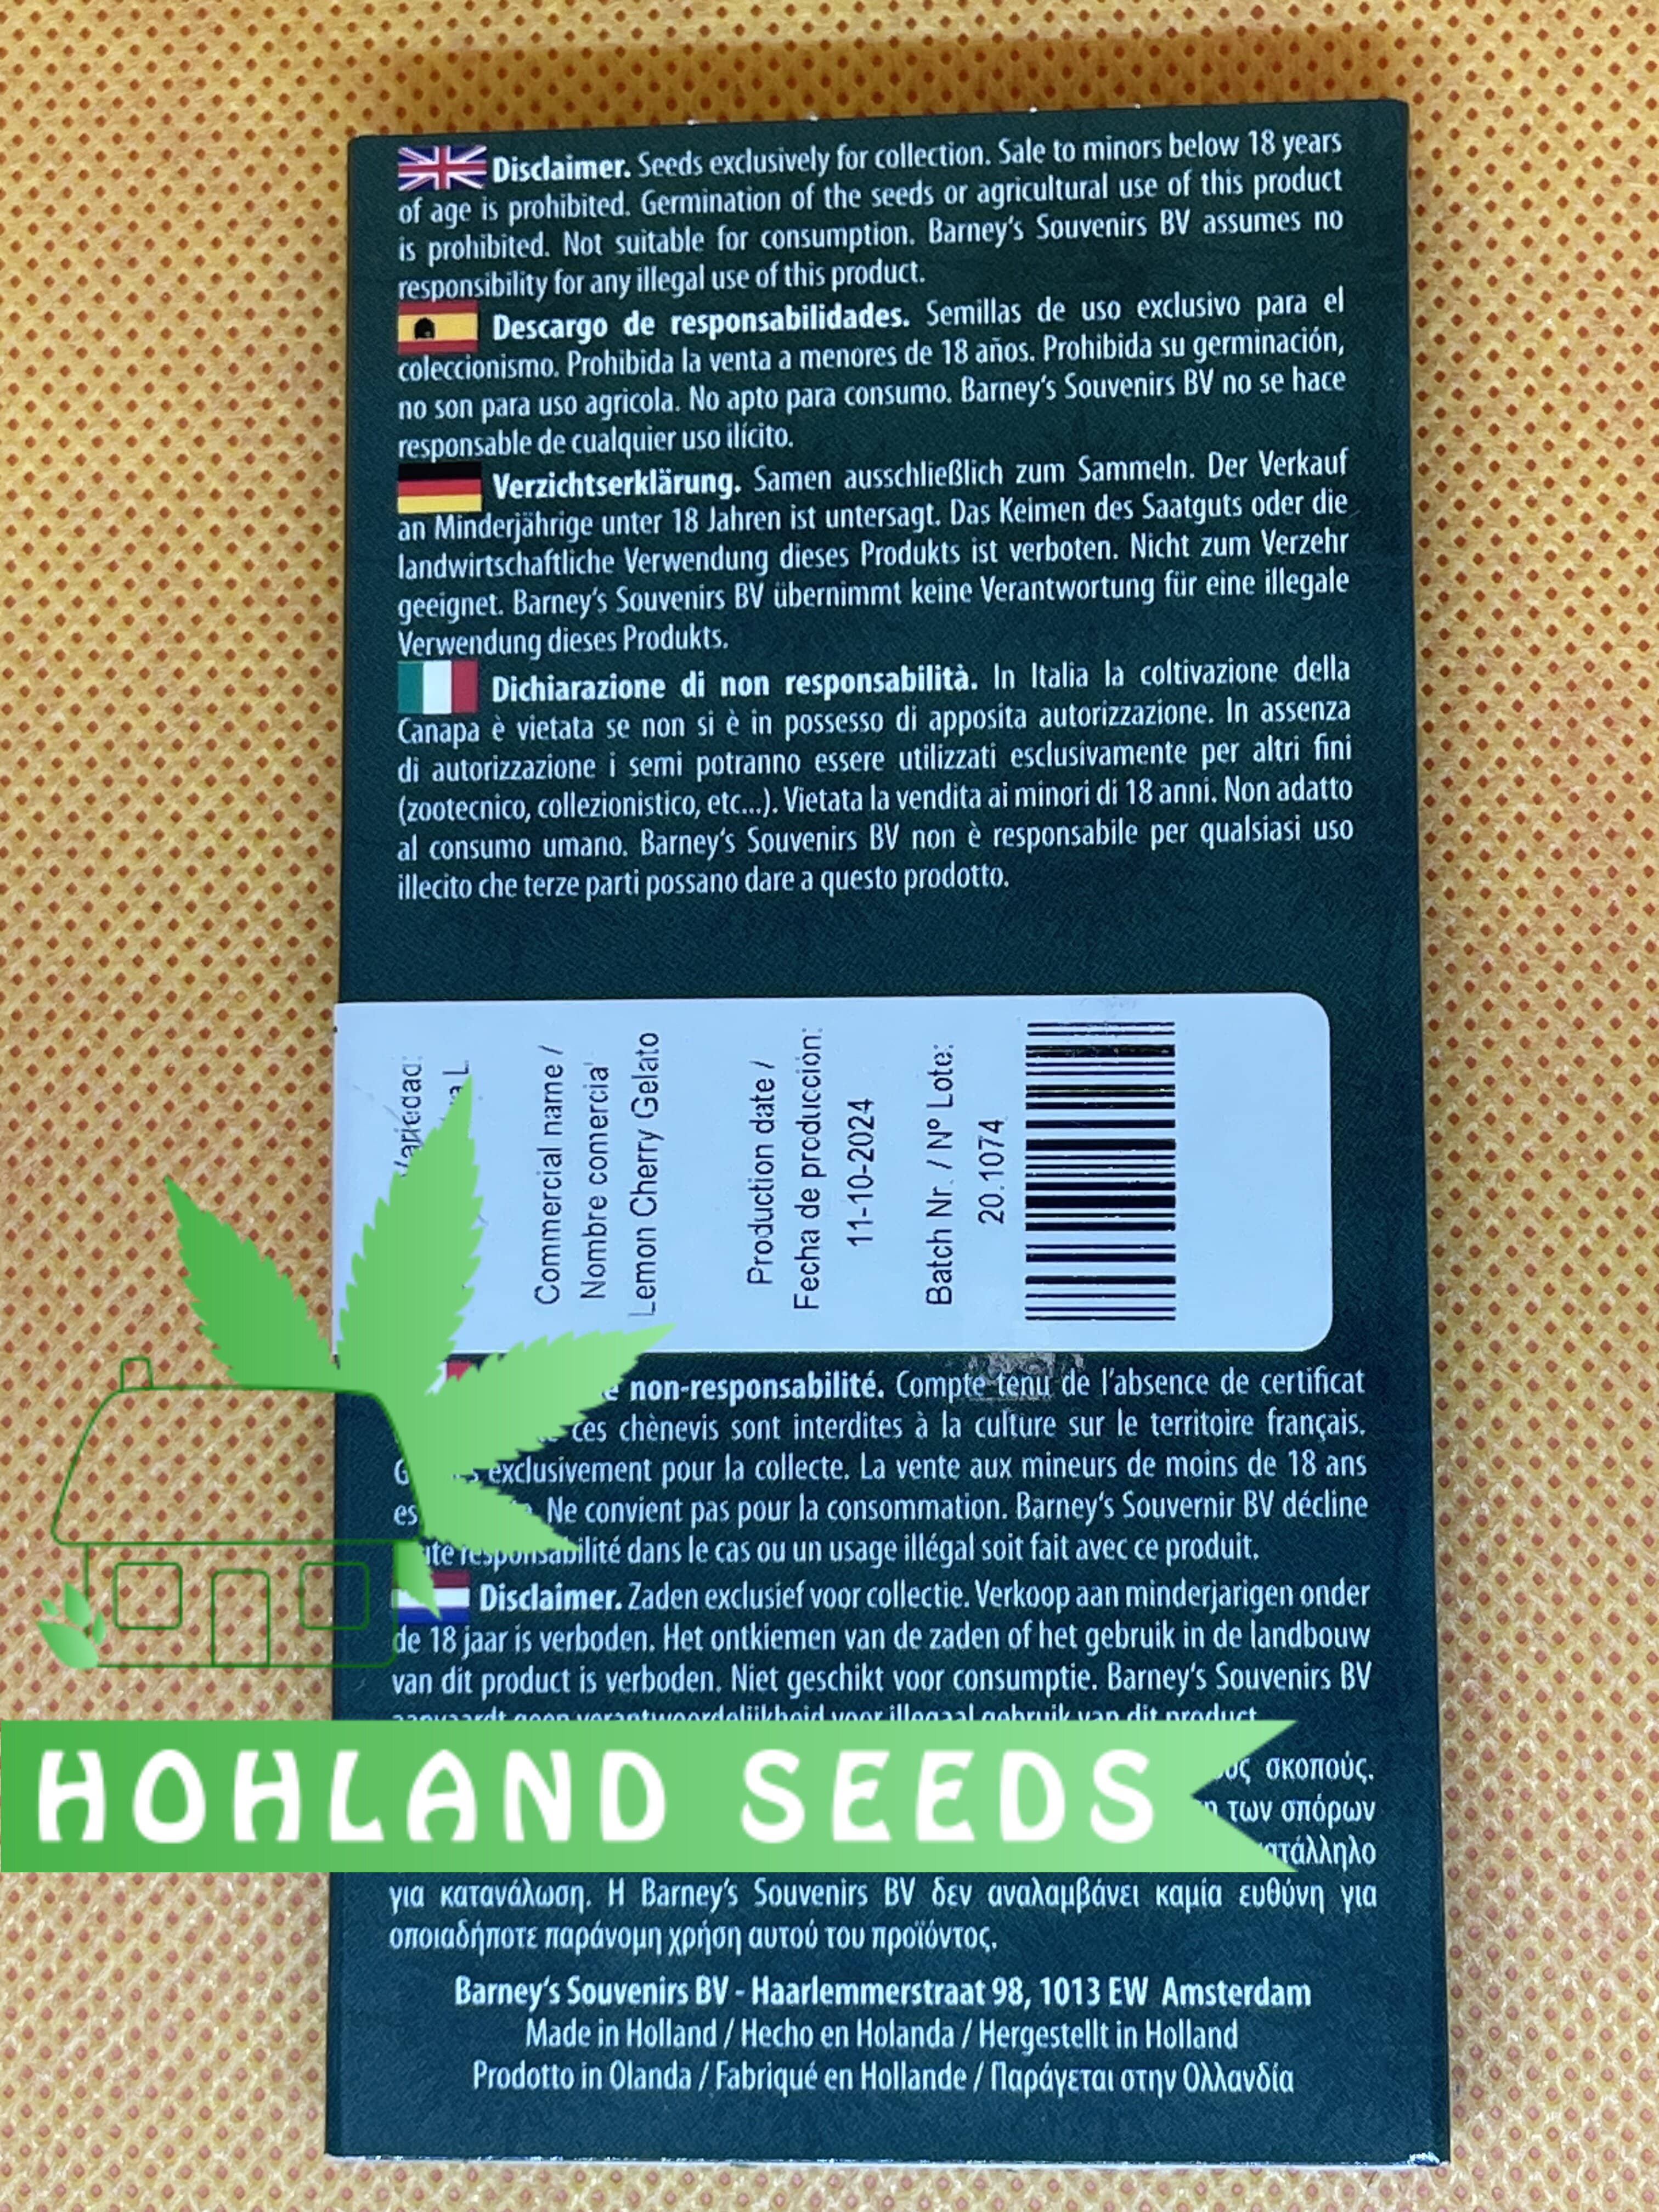 Disclaimer. Seeds exclusively for collection. Sale to minors below 18 years
of age is prohibited. Germination of the seeds or agricultural use of this product
is prohibited. Not suitable for consumption. Barney's Souvenirs BV assumes no
responsibility for any illegal use of this product.
Descargo de responsabilidades. Semillas de uso exclusivo para el
coleccionismo. Prohibida la venta a menores de 18 años. Prohibida su germinación,
no son para uso agricola. No apto para consumo. Barney's Souvenirs BV no se hace
responsable de cualquier uso ilícito.
Verzichtserklärung. Samen ausschließlich zum Sammeln. Der Verkauf
an Minderjährige unter 18 Jahren ist untersagt. Das Keimen des Saatguts oder die
landwirtschaftliche Verwendung dieses Produkts ist verboten. Nicht zum Verzehr
geeignet. Barney's Souvenirs BV übernimmt keine Verantwortung für eine illegale
Verwendung dieses Produkts.
Dichiarazione di non responsabilità. In Italia la coltivazione della
Canapa è vietata se non si è in possesso di apposita autorizzazione. In assenza
di autorizzazione i semi potranno essere utilizzati esclusivamente per altri fini
(zootecnico, collezionistico, etc...). Vietata la vendita ai minori di 18 anni. Non adatto
al consumo umano. Barney's Souvenirs BV non è responsabile per qualsiasi uso
illecito che terze parti possano dare a questo prodotto.
Commercial name /
Nombre comercial
Lemon Cherry Gelato
Production date /
Fecha de producción:
11-10-2024
Batch Nr. / Nº Lote:
20.1074
non-responsabilité. Compte tenu de l'absence de certificat
ces chènevis sont interdites à la culture sur le territoire français.
exclusivement pour la collecte. La vente aux mineurs de moins de 18 ans
Ne convient pas pour la consommation. Barney's Souvernir BV décline
responsabilité dans le cas ou un usage illégal soit fait avec ce produit.
Disclaimer. Zaden exclusief voor collectie. Verkoop aan minderjarigen onder
de 18 jaar is verboden. Het ontkiemen van de zaden of het gebruik in de landbouw
van dit product is verboden. Niet geschikt voor consumptie. Barney's Souvenirs BV
aanvaardt geen verantwoordelijkheid voor illegaal gebruik van dit product.
HOHLAND SEEDS
σκοπούς.
των σπόρων
για κατανάλωση. Η Barney's Souvenirs BV δεν αναλαμβάνει καμία ευθύνη για
οποιαδήποτε παράνομη χρήση αυτού του προϊόντος.
Barney's Souvenirs BV - Haarlemmerstraat 98, 1013 EW Amsterdam
Made in Holland / Hecho en Holanda / Hergestellt in Holland
Prodotto in Olanda / Fabriqué en Hollande / Παράγεται στην Ολλανδία